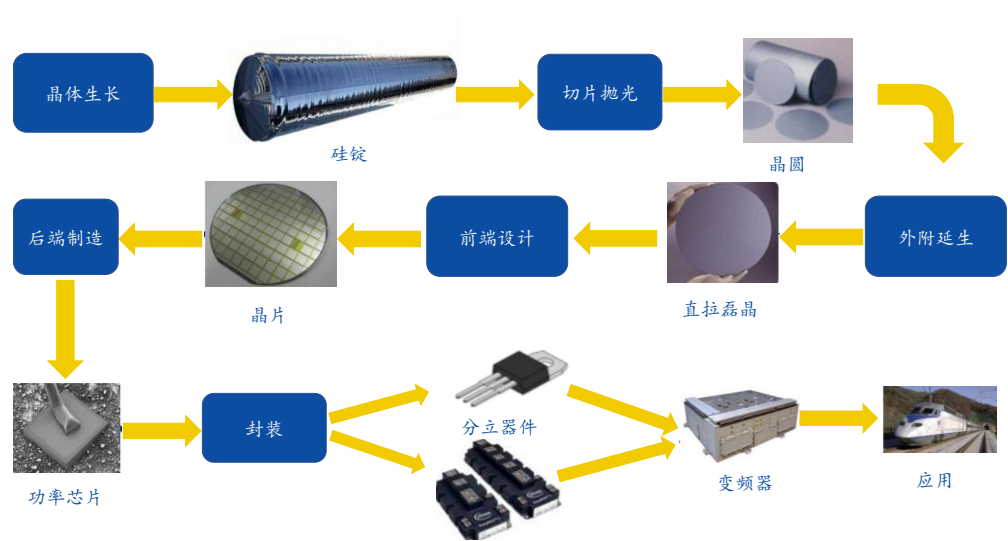 晶体生长
硅锭
切片抛光
晶圆
外附延生
直拉磊晶
前端设计
晶片
后端制造
功率芯片
封装
分立器件
变频器
应用